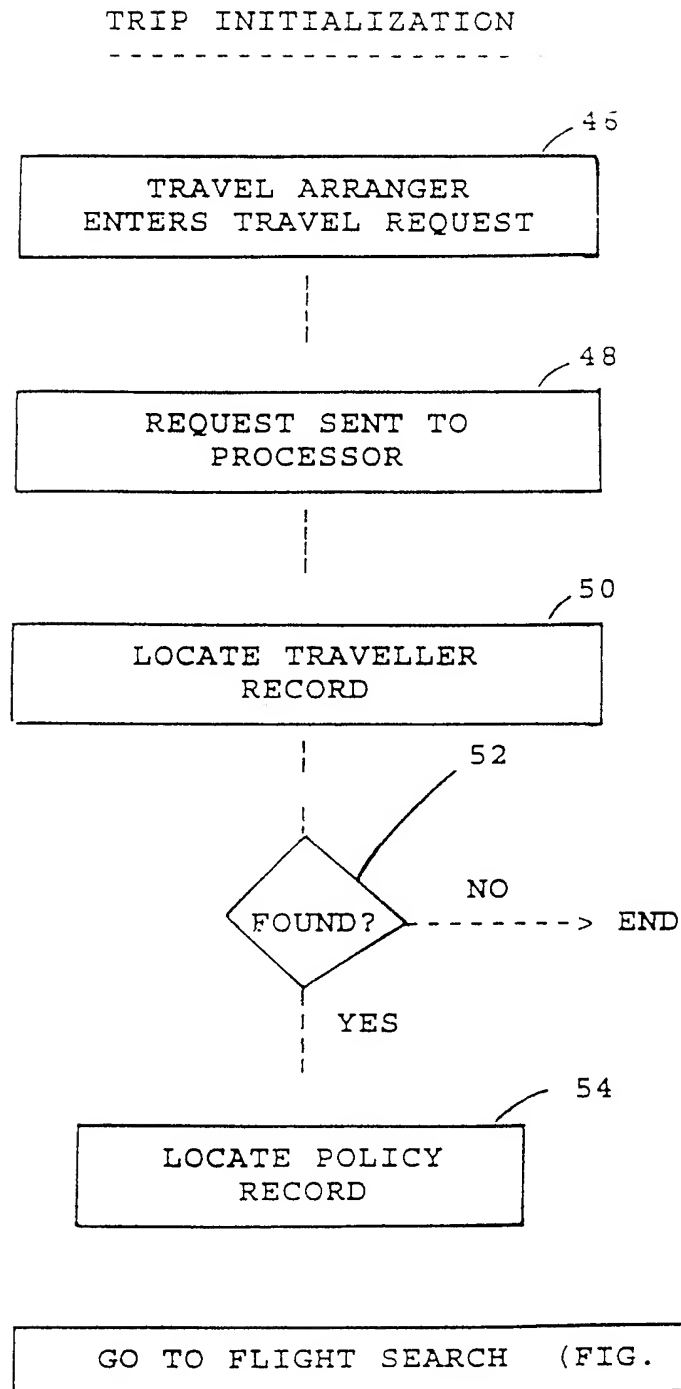 TRIP INITIALIZATION
46
TRAVEL ARRANGER
ENTERS TRAVEL REQUEST
48
REQUEST SENT TO
PROCESSOR
50
LOCATE TRAVELLER
RECORD
52
FOUND?
NO
END
YES
54
LOCATE POLICY
RECORD
GO TO FLIGHT SEARCH (FIG.